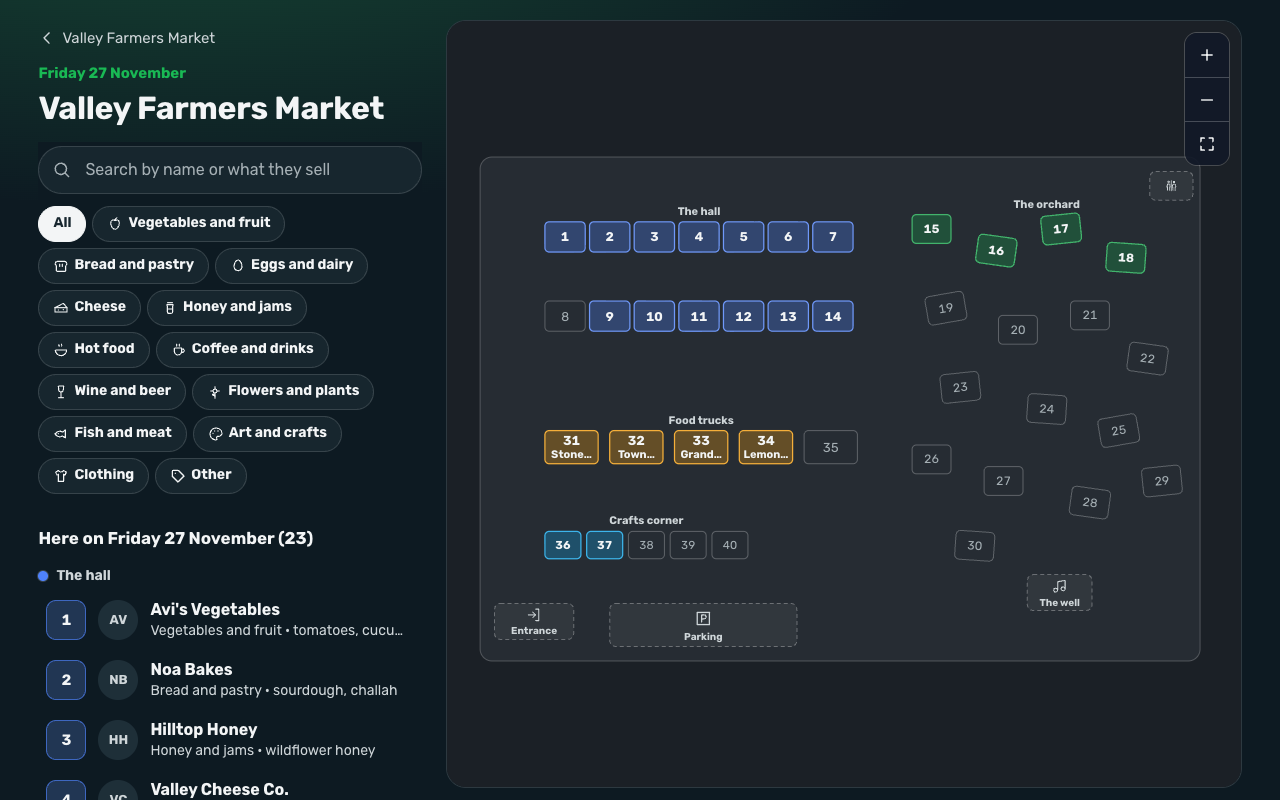 Valley Farmers Market
Friday 27 November
Valley Farmers Market
Search by name or what they sell
All
Vegetables and fruit
Bread and pastry
Eggs and dairy
Cheese
Honey and jams
Hot food
Coffee and drinks
Wine and beer
Flowers and plants
Fish and meat
Art and crafts
Clothing
Other
Here on Friday 27 November (23)
The hall
1
AV
Avi's Vegetables
Vegetables and fruit • tomatoes, cucu…
2
NB
Noa Bakes
Bread and pastry • sourdough, challah
3
HH
Hilltop Honey
Honey and jams • wildflower honey
4
VC
Valley Cheese Co.
The hall
1 2 3 4 5 6 7
8 9 10 11 12 13 14
The orchard
15
16
17
18
19
20
21
22
23
24
25
26
27
28
29
30
Food trucks
31 32 33 34 35
Stone… Town… Grand… Lemon…
Crafts corner
36 37 38 39 40
The well
Entrance
P
Parking